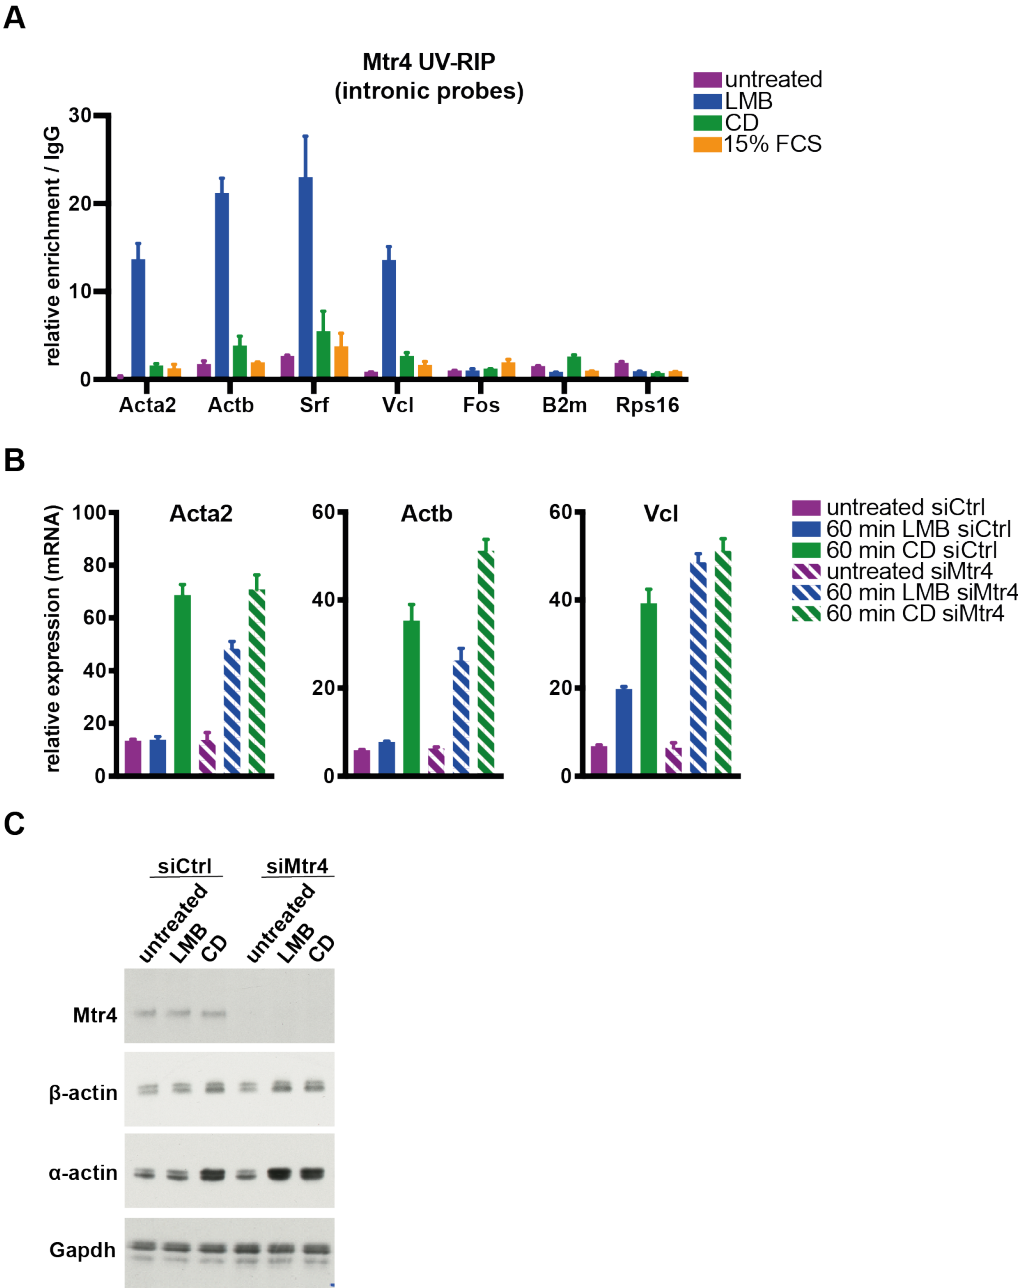 A
Mtr4 UV-RIP
(intronic probes)
untreated
LMB
CD
15% FCS
relative enrichment / IgG
30
20
10
0
Acta2 Actb Srf Vcl Fos B2m Rps16
B
relative expression (mRNA)
Acta2
100
80
60
40
20
0
Actb
60
40
20
0
Vcl
60
40
20
0
untreated siCtrl
60 min LMB siCtrl
60 min CD siCtrl
untreated siMtr4
60 min LMB siMtr4
60 min CD siMtr4
C
siCtrl siMtr4
untreated LMB CD untreated LMB CD
Mtr4
β-actin
α-actin
Gapdh